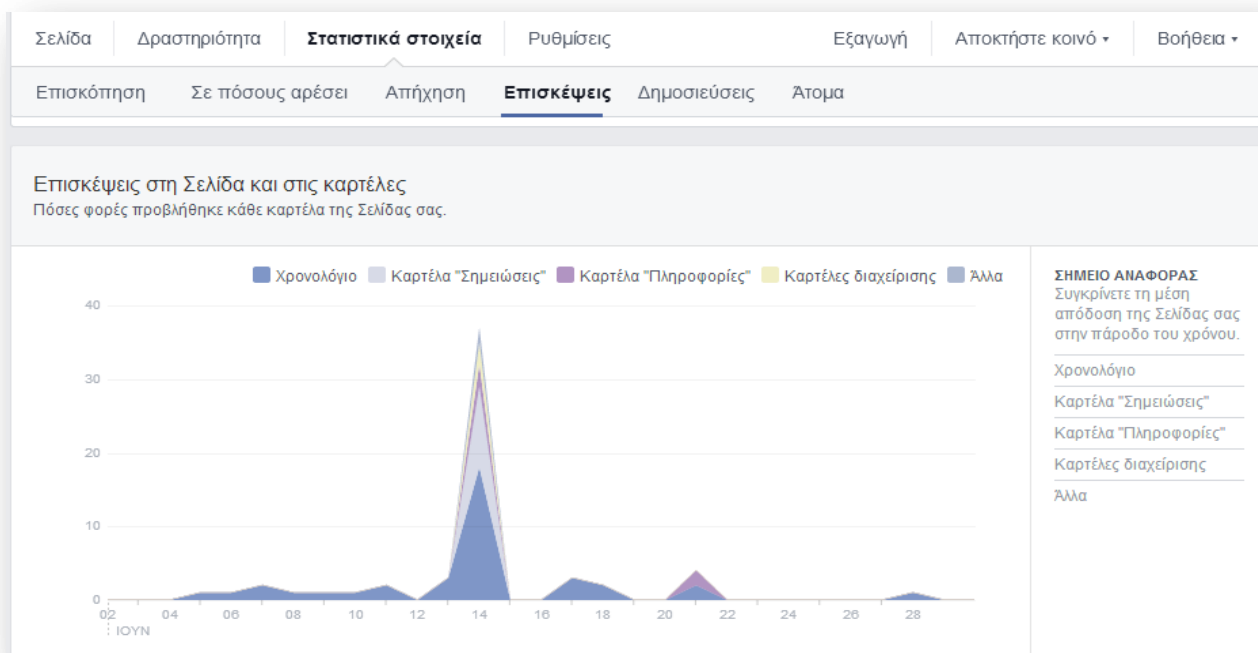 Σελίδα Δραστηριότητα Στατιστικά στοιχεία Ρυθμίσεις Εξαγωγή Αποκτήστε κοινό Βοήθεια
Επισκόπηση Σε πόσους αρέσει Απήχηση Επισκέψεις Δημοσιεύσεις Άτομα
Επισκέψεις στη Σελίδα και στις καρτέλες
Πόσες φορές προβλήθηκε κάθε καρτέλα της Σελίδας σας.
Χρονολόγιο Καρτέλα "Σημειώσεις" Καρτέλα "Πληροφορίες" Καρτέλες διαχείρισης Άλλα
40
30
20
10
0
02 04 06 08 10 12 14 16 18 20 22 24 26 28
ΙΟΥΝ
ΣΗΜΕΙΟ ΑΝΑΦΟΡΑΣ
Συγκρίνετε τη μέση
απόδοση της Σελίδας σας
στην πάροδο του χρόνου.
Χρονολόγιο
Καρτέλα "Σημειώσεις"
Καρτέλα "Πληροφορίες"
Καρτέλες διαχείρισης
Άλλα